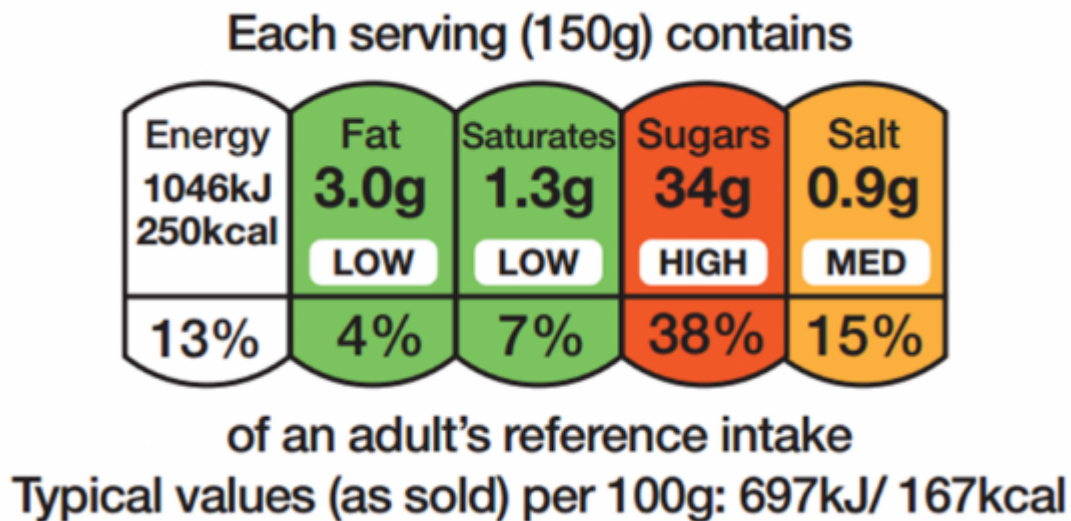 Each serving (150g) contains
Energy Fat Saturates Sugars Salt
1046kJ 3.0g 1.3g 34g 0.9g
250kcal
LOW LOW HIGH MED
13% 4% 7% 38% 15%
of an adult's reference intake
Typical values (as sold) per 100g: 697kJ/ 167kcal